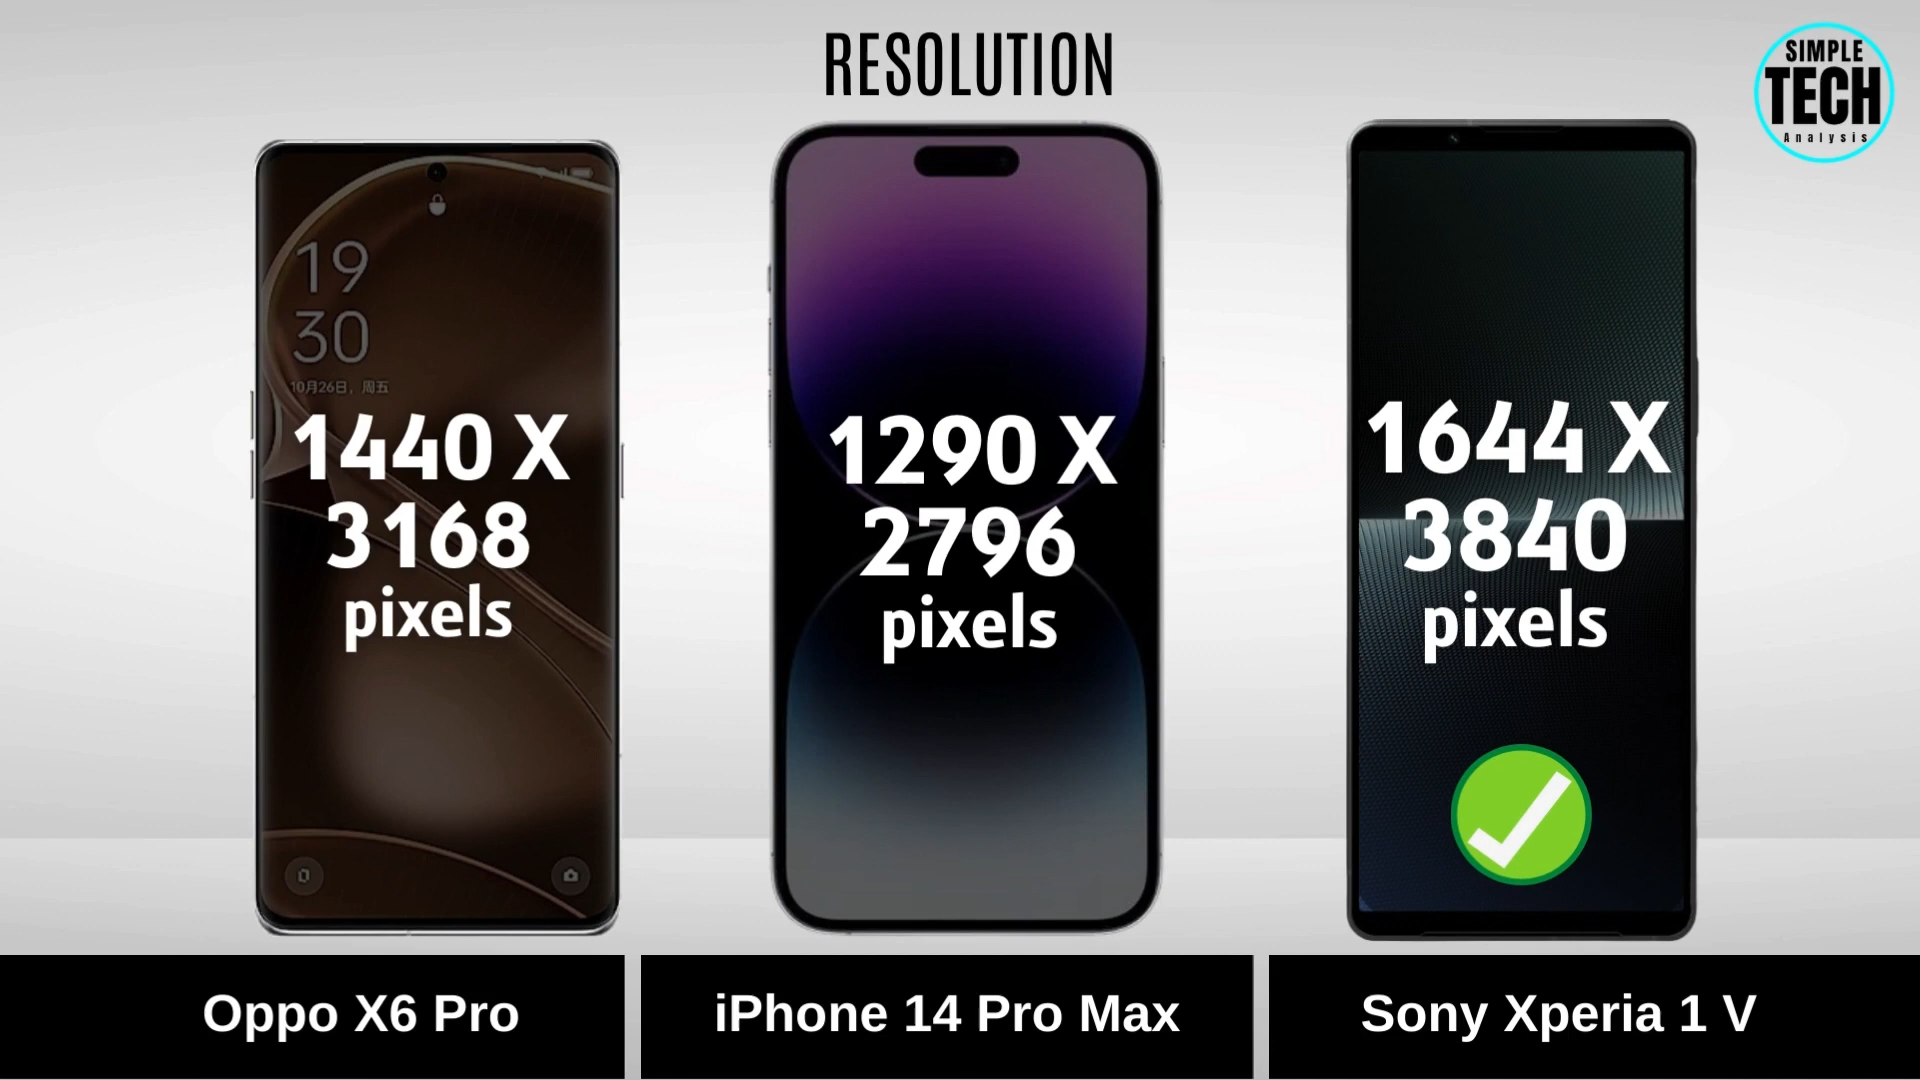 RESOLUTION
SIMPLE
TECH
Analysis
19
30
10月26日，周五
1440 X
3168
pixels
1290 X
2796
pixels
1644 X
3840
pixels
Oppo X6 Pro
iPhone 14 Pro Max
Sony Xperia 1 V